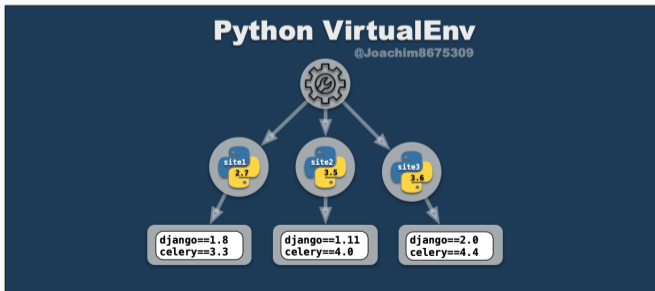 Python VirtualEnv
@Joachim8675309
site1
2.7
site2
3.5
site3
3.6
django==1.8
celery==3.3
django==1.11
celery==4.0
django==2.0
celery==4.4